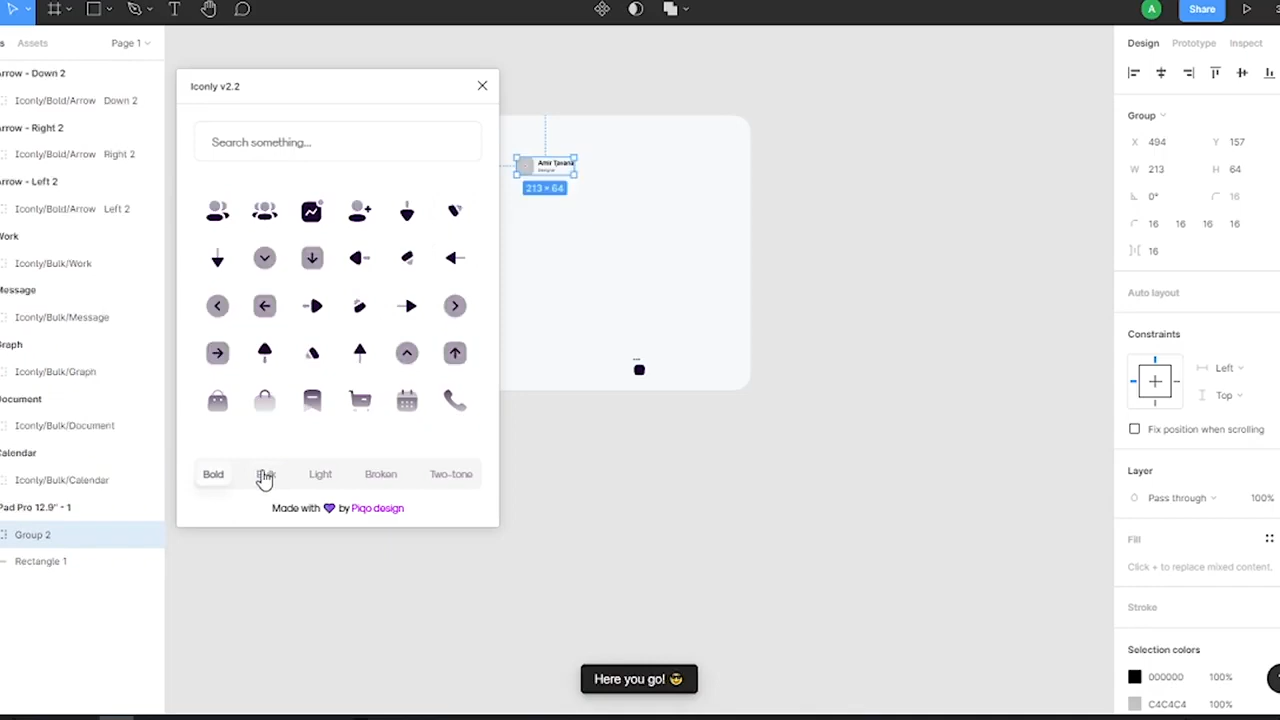 Share
Assets
Page 1
Design Prototype Inspect
rrow - Down 2
Iconly/Bold/Arrow Down 2
rrow - Right 2
Iconly/Bold/Arrow Right 2
rrow - Left 2
Iconly/Bold/Arrow Left 2
Work
Iconly/Bulk/Work
Message
Iconly/Bulk/Message
Graph
Iconly/Bulk/Graph
Document
Iconly/Bulk/Document
Calendar
Iconly/Bulk/Calendar
Pad Pro 12.9" - 1
Group 2
Rectangle 1
Iconly v2.2
Search something...
Bold Light Broken Two-tone
Made with 💜 by Piqo design
Amir Tavana
213 × 64
Here you go! 😎
A
Group
X 494 Y 157
W 213 H 64
0° 16
16 16 16 16
16
Auto layout
Constraints
Left
Top
Fix position when scrolling
Layer
Pass through 100%
Fill
Click + to replace mixed content.
Stroke
Selection colors
000000 100%
C4C4C4 100%